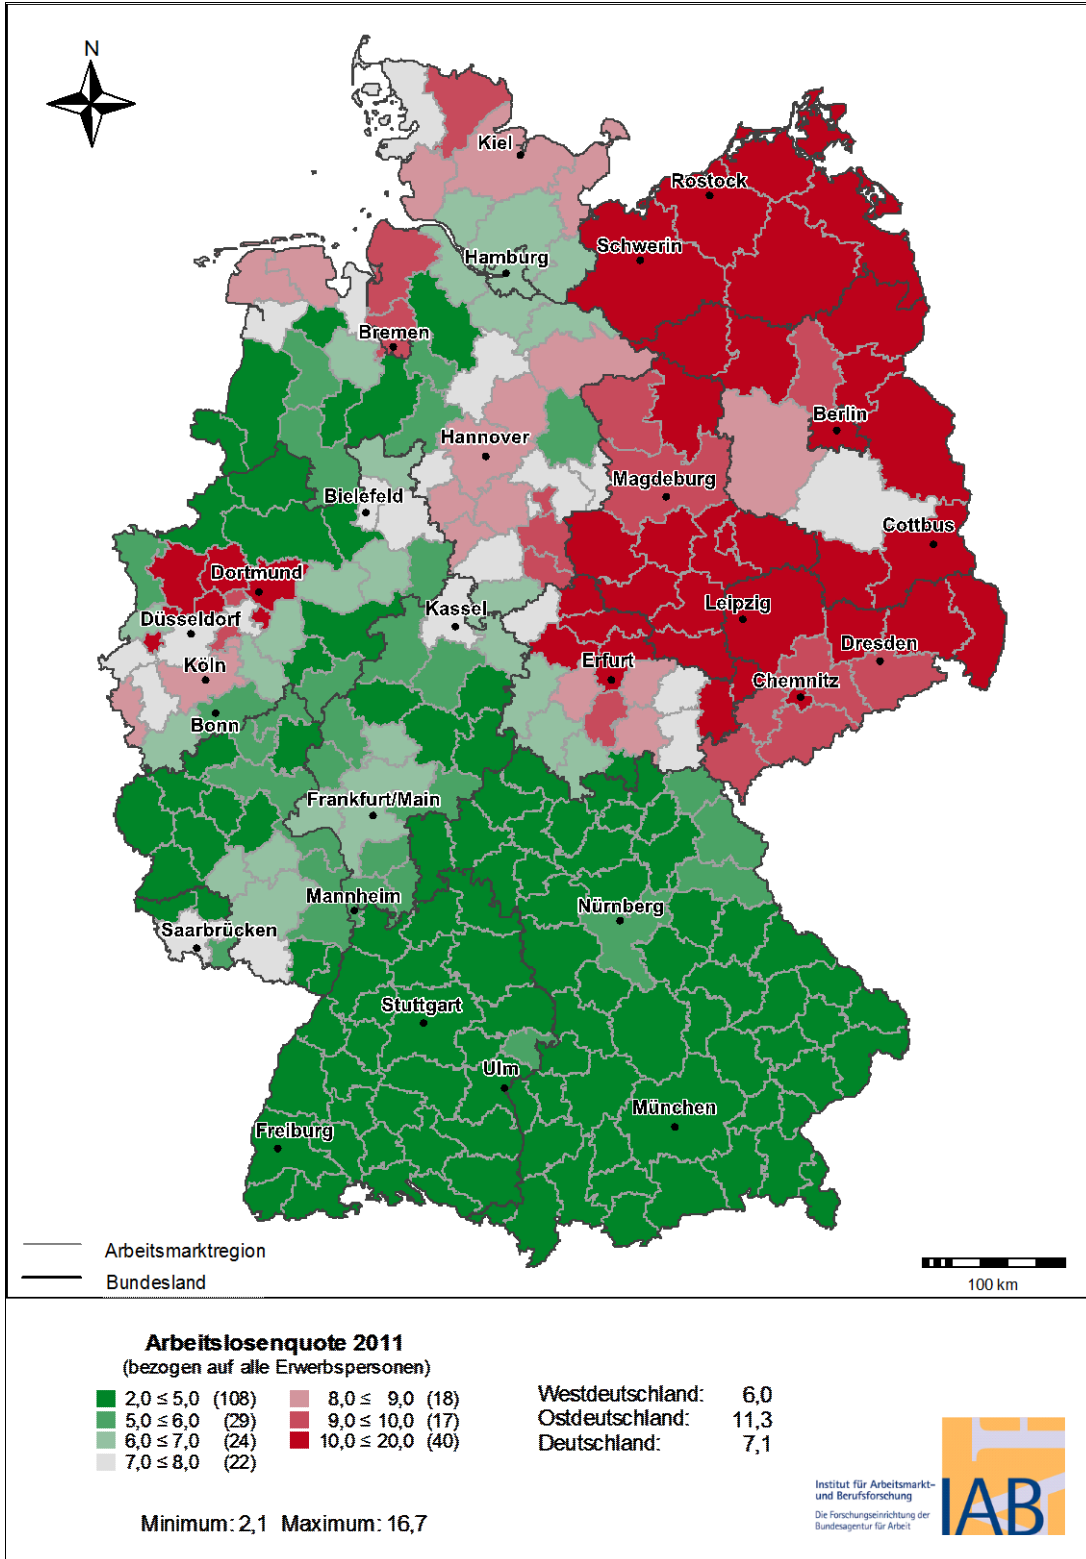 N
Kiel
Rostock
Schwerin
Hamburg
Bremen
Berlin
Hannover
Magdeburg
Bielefeld
Cottbus
Dortmund
Kassel
Leipzig
Düsseldorf
Dresden
Köln
Erfurt
Chemnitz
Bonn
Frankfurt/Main
Mannheim
Nürnberg
Saarbrücken
Stuttgart
Ulm
München
Freiburg
Arbeitsmarktregion
Bundesland
100 km
Arbeitslosenquote 2011
(bezogen auf alle Erwerbspersonen)
2,0 ≤ 5,0 (108)
5,0 ≤ 6,0 (29)
6,0 ≤ 7,0 (24)
7,0 ≤ 8,0 (22)
8,0 ≤ 9,0 (18)
9,0 ≤ 10,0 (17)
10,0 ≤ 20,0 (40)
Westdeutschland: 6,0
Ostdeutschland: 11,3
Deutschland: 7,1
Minimum: 2,1 Maximum: 16,7
Institut für Arbeitsmarkt-
und Berufsforschung
Die Forschungseinrichtung der
Bundesagentur für Arbeit
IAB